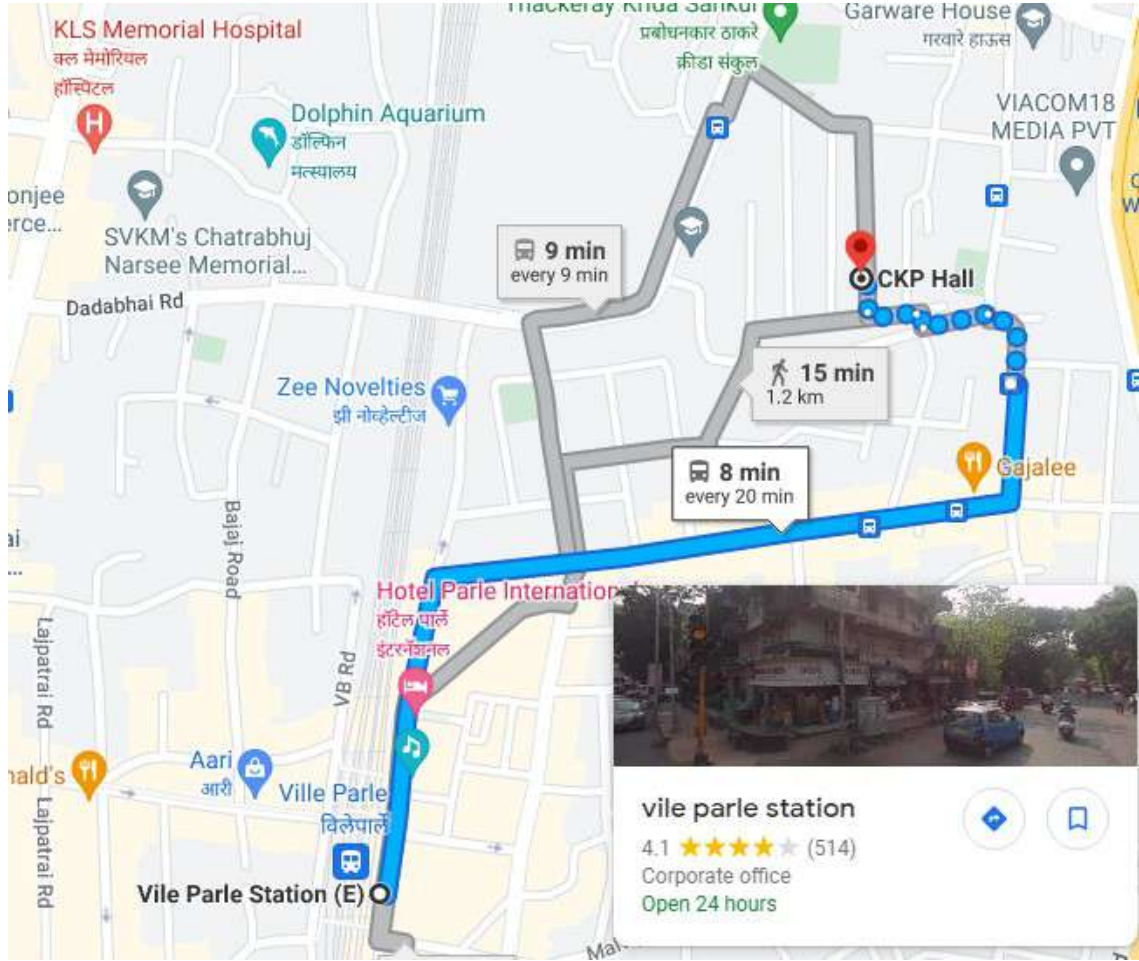 Thackeray Krida Sankul
प्रबोधनकार ठाकरे
क्रीडा संकुल
Garware House
गरवारे हाऊस
KLS Memorial Hospital
क्ल मेमोरियल
हॉस्पिटल
H
Dolphin Aquarium
डॉल्फिन
मत्स्यालय
VIACOM18
MEDIA PVT
onjee
erce...
SVKM's Chatrabhuj
Narsee Memorial...
9 min
every 9 min
Dadabhai Rd
CKP Hall
15 min
1.2 km
Zee Novelties
झी नोव्हेल्टीज
8 min
every 20 min
Gajalee
Bajaj Road
Hotel Parle International
हॉटेल पार्ले
इंटरनॅशनल
Lajpatrai Rd
VB Rd
nald's
Aari
आरी
Lajpatrai Rd
Ville Parle
विलेपार्ले
Vile Parle Station (E)
vile parle station
4.1 ★★★★★ (514)
Corporate office
Open 24 hours